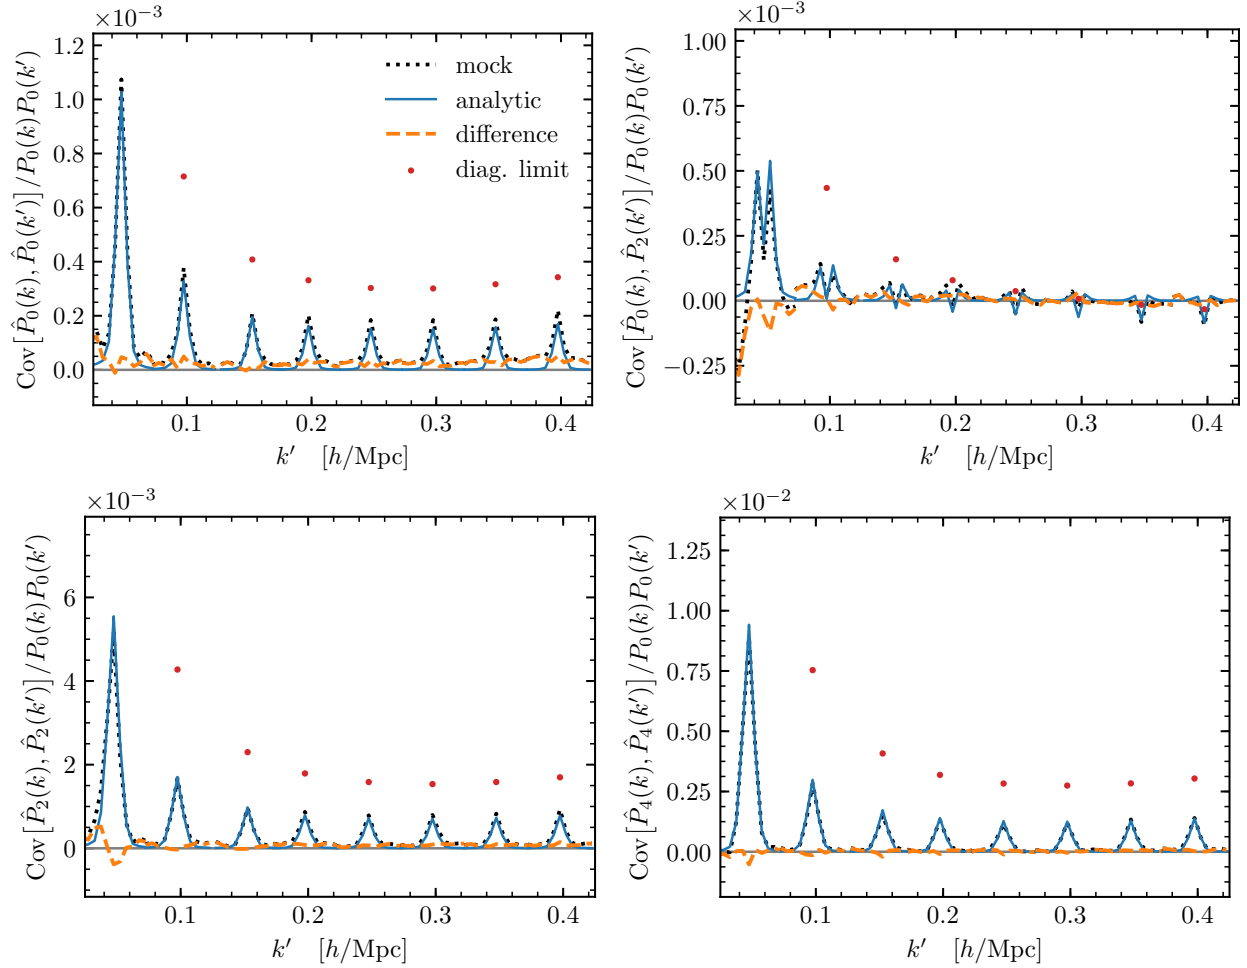 ×10⁻³
Cov[P̂₀(k), P̂₀(k′)]/P₀(k)P₀(k′)
1.2
1.0
0.8
0.6
0.4
0.2
0.0
mock
analytic
difference
diag. limit
0.1 0.2 0.3 0.4
k′ [h/Mpc]
×10⁻³
Cov[P̂₀(k), P̂₂(k′)]/P₀(k)P₀(k′)
1.00
0.50
0.25
0.00
−0.25
0.1 0.2 0.3 0.4
k′ [h/Mpc]
×10⁻³
Cov[P̂₂(k), P̂₂(k′)]/P₀(k)P₀(k′)
6
4
2
0
0.1 0.2 0.3 0.4
k′ [h/Mpc]
×10⁻²
Cov[P̂₄(k), P̂₄(k′)]/P₀(k)P₀(k′)
1.25
1.00
0.75
0.50
0.25
0.00
0.1 0.2 0.3 0.4
k′ [h/Mpc]